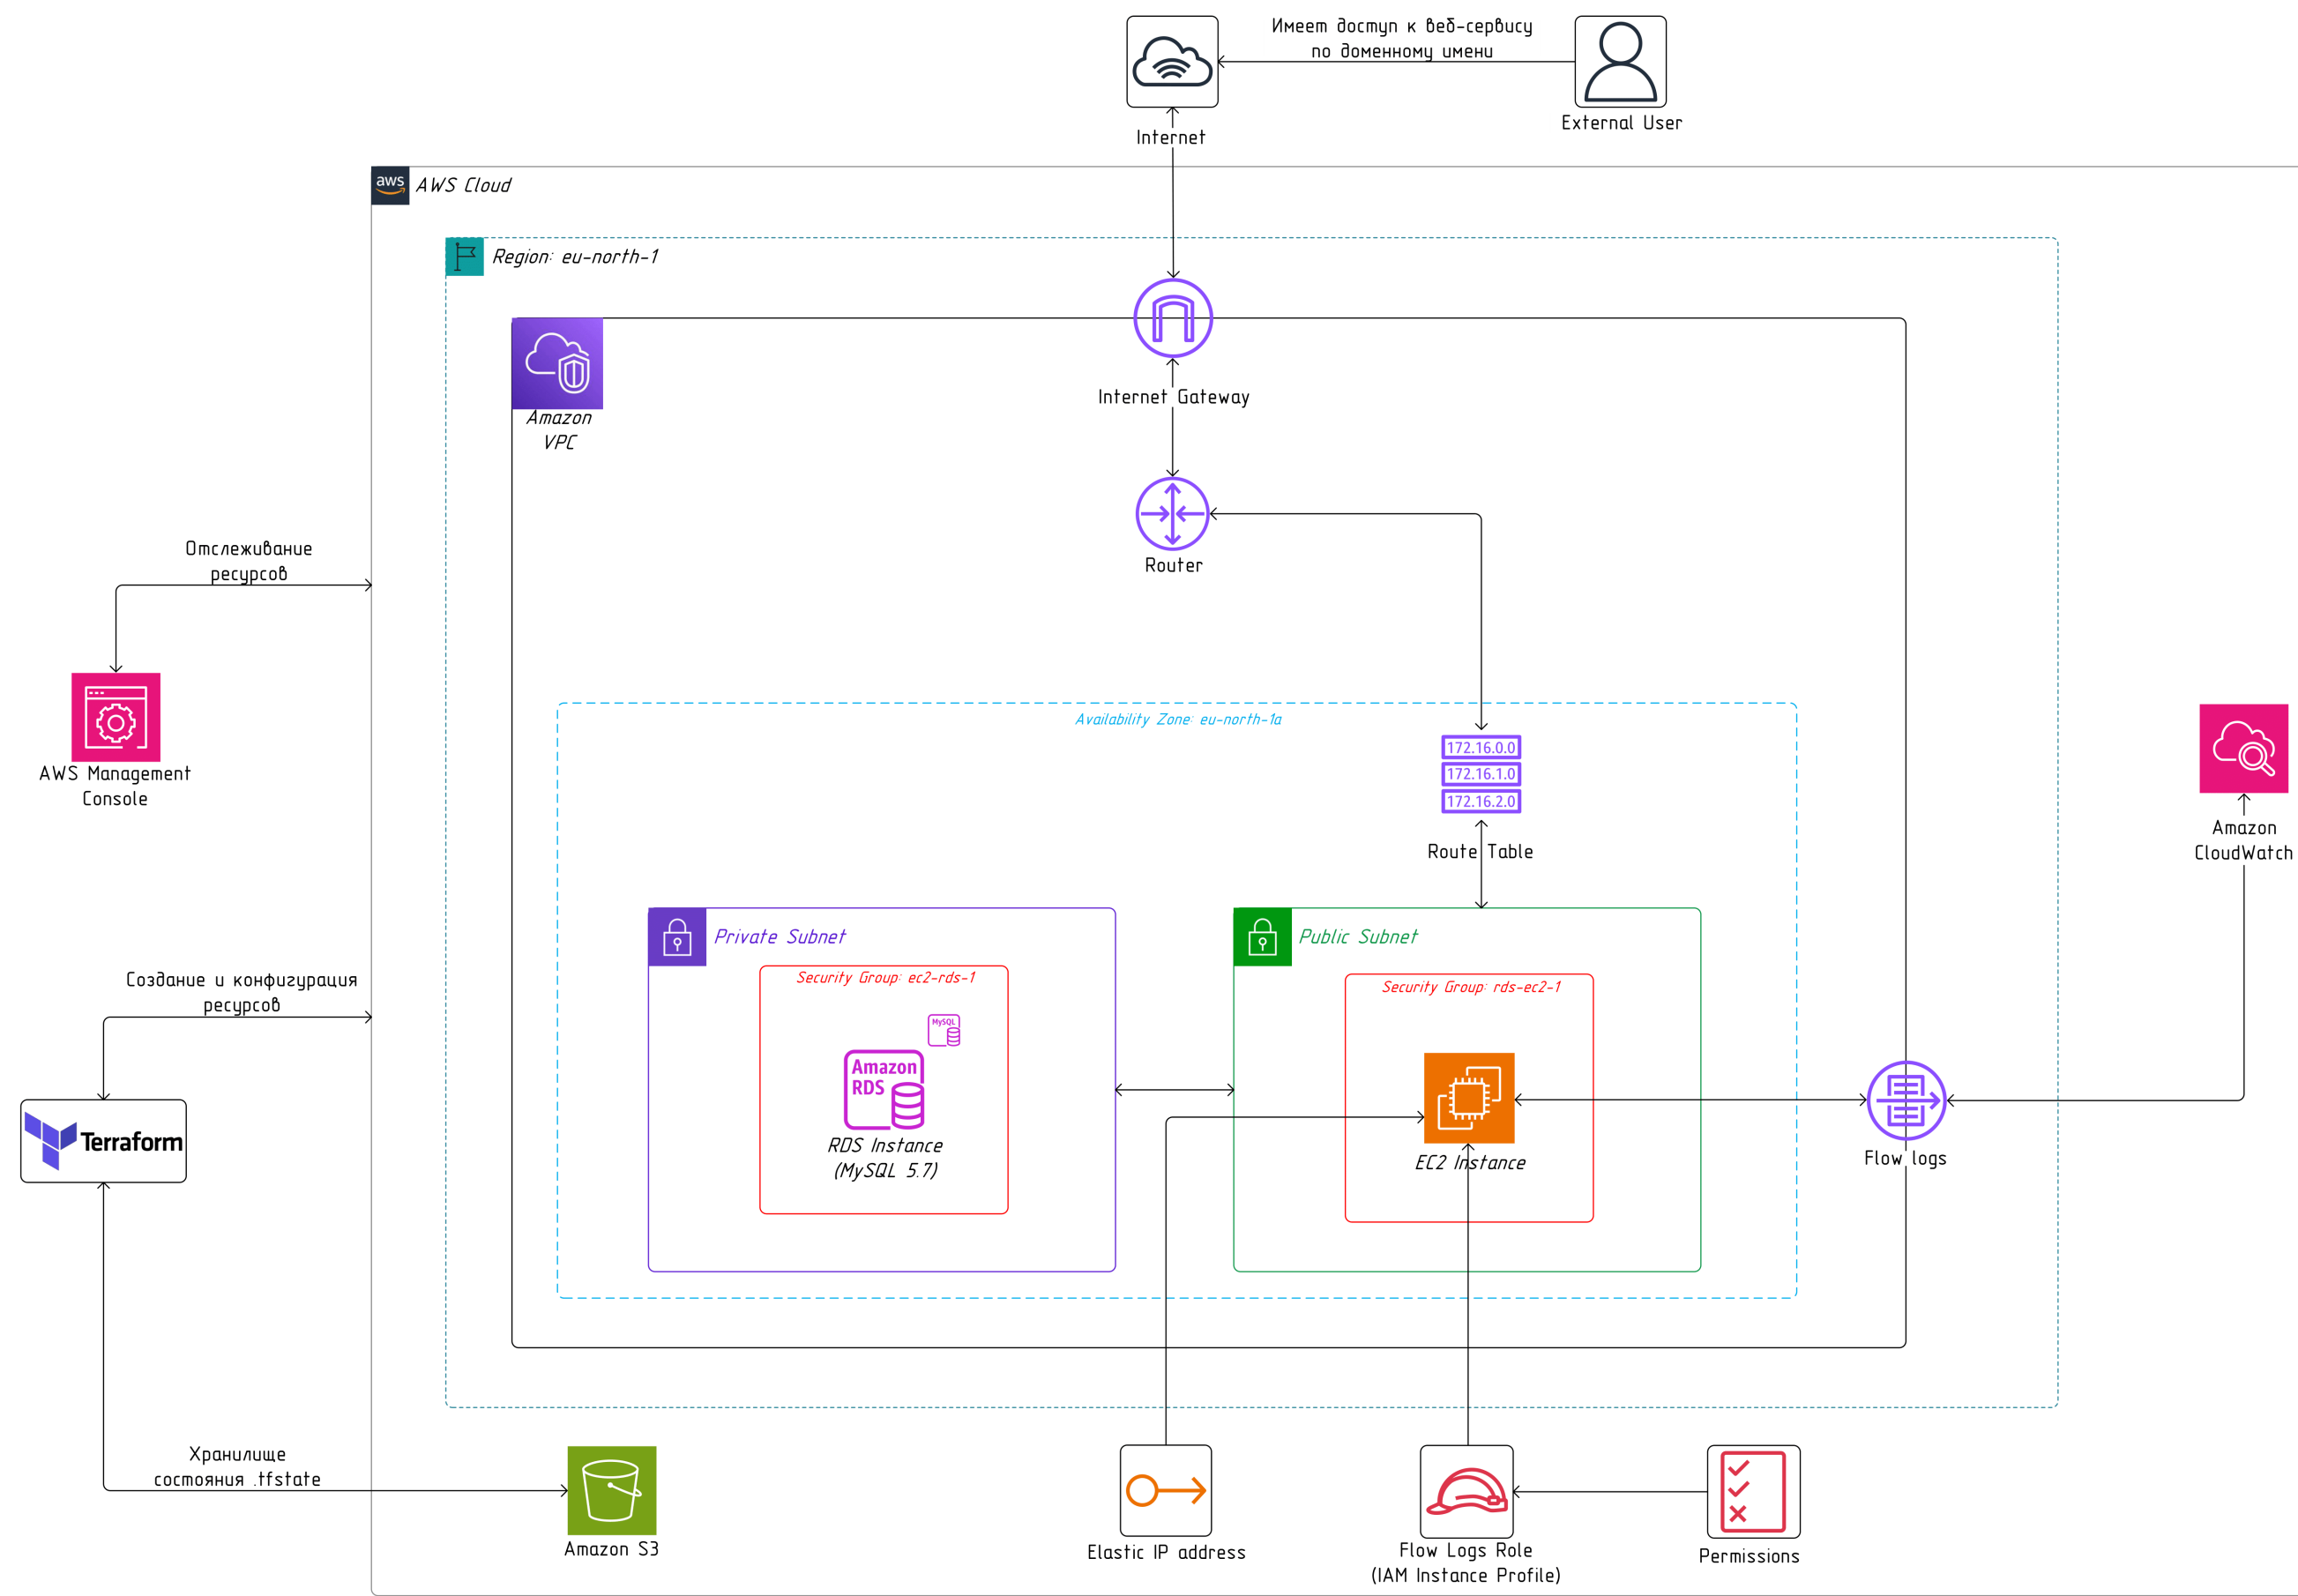 Имеет доступ к веб-сервису
по доменному имени
External User
Internet
aws
AWS Cloud
Region: eu-north-1
Amazon
VPC
Internet Gateway
Router
Отслеживание
ресурсов
AWS Management
Console
Availability Zone: eu-north-1a
172.16.0.0
172.16.1.0
172.16.2.0
Route Table
Amazon
CloudWatch
Private Subnet
Public Subnet
Security Group: ec2-rds-1
Security Group: rds-ec2-1
MySQL
Amazon
RDS
RDS Instance
(MySQL 5.7)
EC2 Instance
Flow logs
Создание и конфигурация
ресурсов
Terraform
Хранилище
состояния .tfstate
Amazon S3
Elastic IP address
Flow Logs Role
(IAM Instance Profile)
Permissions